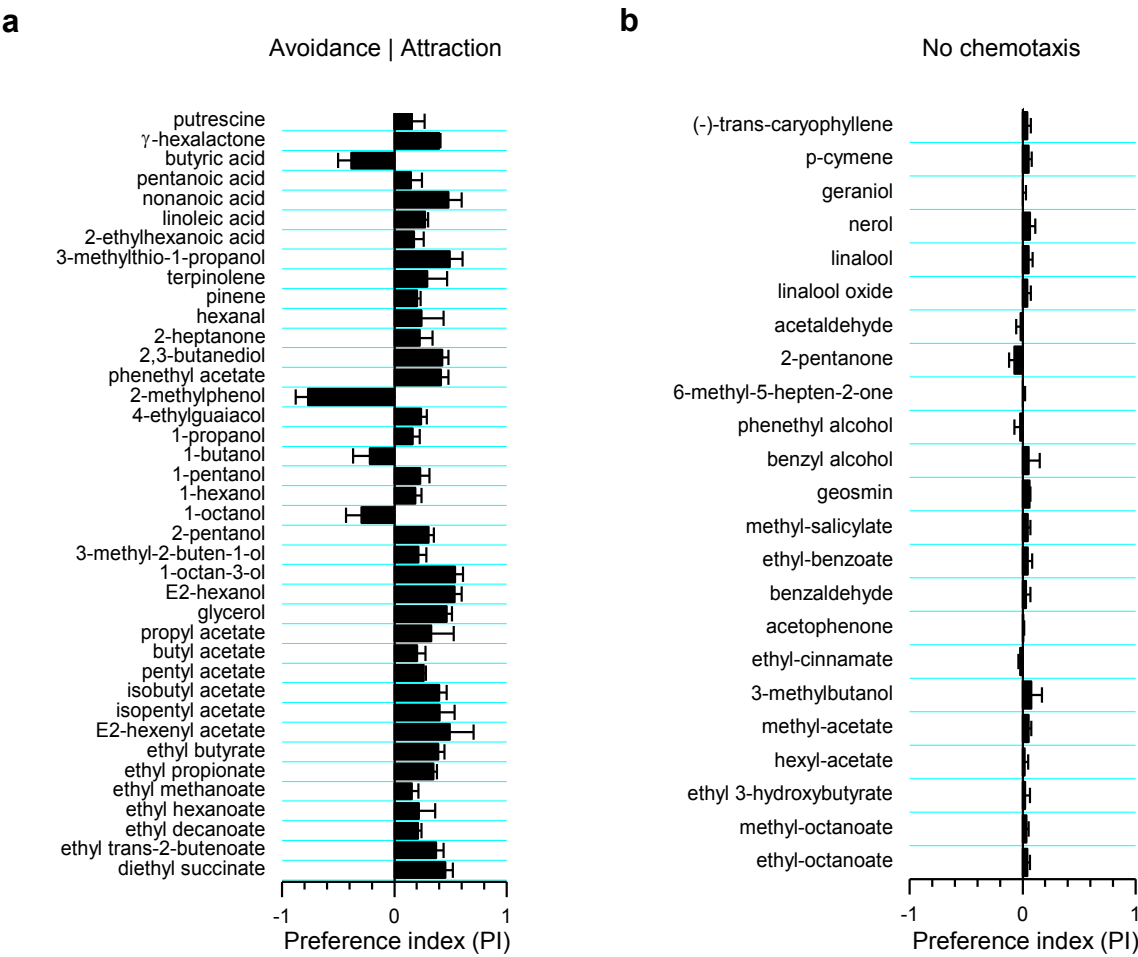 a
Avoidance | Attraction
putrescine
γ-hexalactone
butyric acid
pentanoic acid
nonanoic acid
linoleic acid
2-ethylhexanoic acid
3-methylthio-1-propanol
terpinolene
pinene
hexanal
2-heptanone
2,3-butanediol
phenethyl acetate
2-methylphenol
4-ethylguaiacol
1-propanol
1-butanol
1-pentanol
1-hexanol
1-octanol
2-pentanol
3-methyl-2-buten-1-ol
1-octan-3-ol
E2-hexanol
glycerol
propyl acetate
butyl acetate
pentyl acetate
isobutyl acetate
isopentyl acetate
E2-hexenyl acetate
ethyl butyrate
ethyl propionate
ethyl methanoate
ethyl hexanoate
ethyl decanoate
ethyl trans-2-butenoate
diethyl succinate
-1 0 1
Preference index (PI)
b
No chemotaxis
(-)-trans-caryophyllene
p-cymene
geraniol
nerol
linalool
linalool oxide
acetaldehyde
2-pentanone
6-methyl-5-hepten-2-one
phenethyl alcohol
benzyl alcohol
geosmin
methyl-salicylate
ethyl-benzoate
benzaldehyde
acetophenone
ethyl-cinnamate
3-methylbutanol
methyl-acetate
hexyl-acetate
ethyl 3-hydroxybutyrate
methyl-octanoate
ethyl-octanoate
-1 0 1
Preference index (PI)